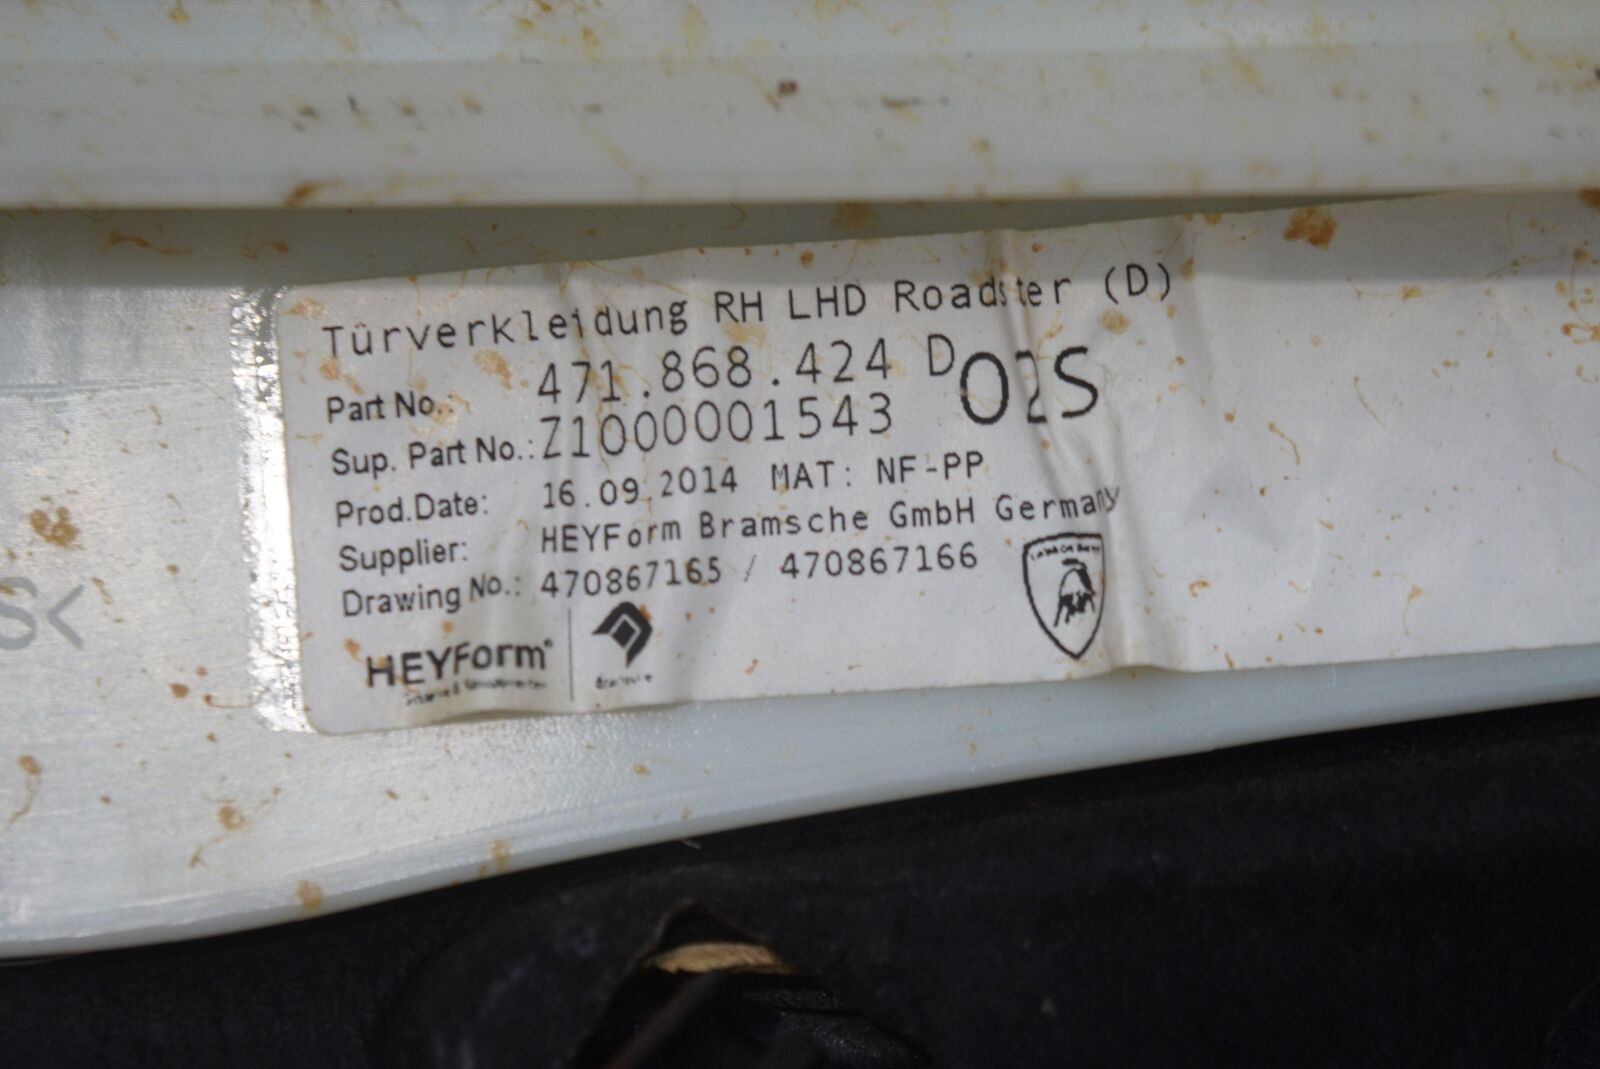 Türverkleidung RH LHD Roadster (D)
Part No. 471.868.424 D 02S
Sup. Part No.: Z1000001543
Prod.Date: 16.09.2014 MAT: NF-PP
Supplier: HEYForm Bramsche GmbH Germany
Drawing No.: 470867165 / 470867166
HEYForm
S<